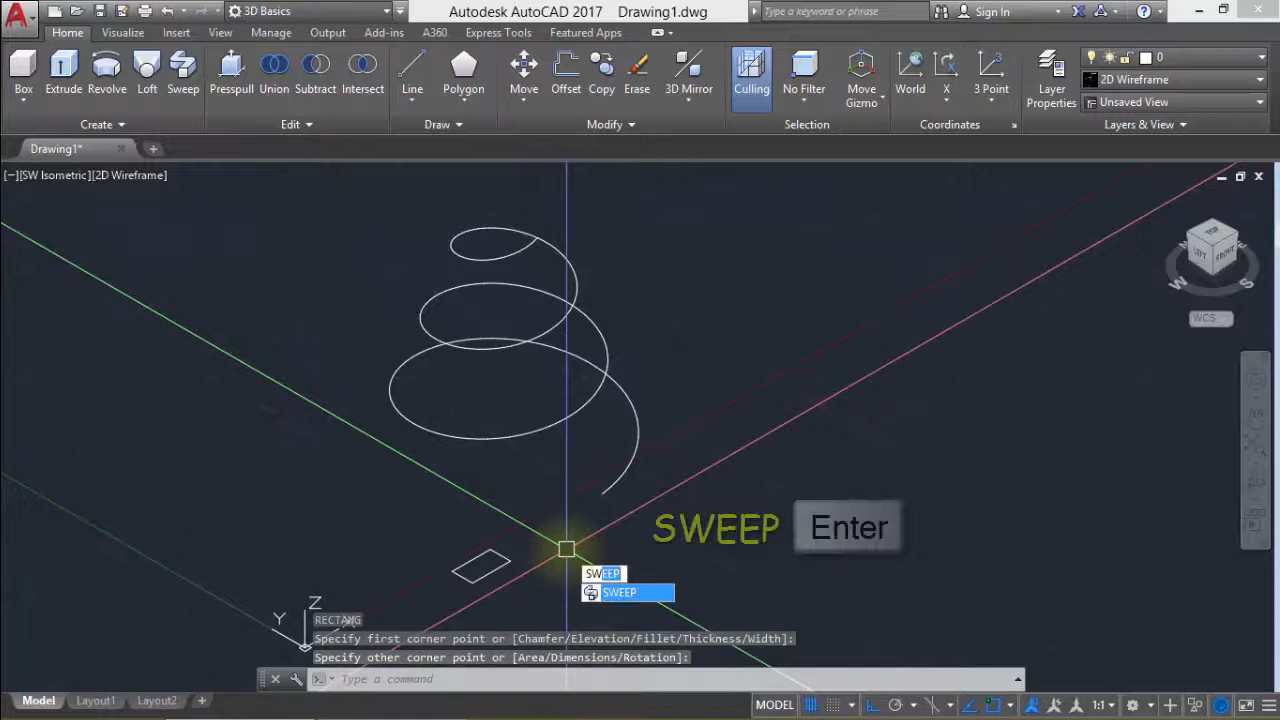 3D Basics
Autodesk AutoCAD 2017 Drawing1.dwg
Type a keyword or phrase
Sign In
Home Visualize Insert View Manage Output Add-ins A360 Express Tools Featured Apps
Box Extrude Revolve Loft Sweep Presspull Union Subtract Intersect Line Polygon Move Offset Copy Erase 3D Mirror Culling No Filter Move Gizmo World X 3 Point Layer Properties
0
2D Wireframe
Unsaved View
Create Edit Draw Modify Selection Coordinates Layers & View
Drawing1*
[−][SW Isometric][2D Wireframe]
TOP
LEFT FRONT
W S
WCS
SWEEP Enter
SWEEP
SWEEP
Z
Y
RECTANG
Specify first corner point or [Chamfer/Elevation/Fillet/Thickness/Width]:
Specify other corner point or [Area/Dimensions/Rotation]:
Type a command
Model Layout1 Layout2
MODEL
1:1